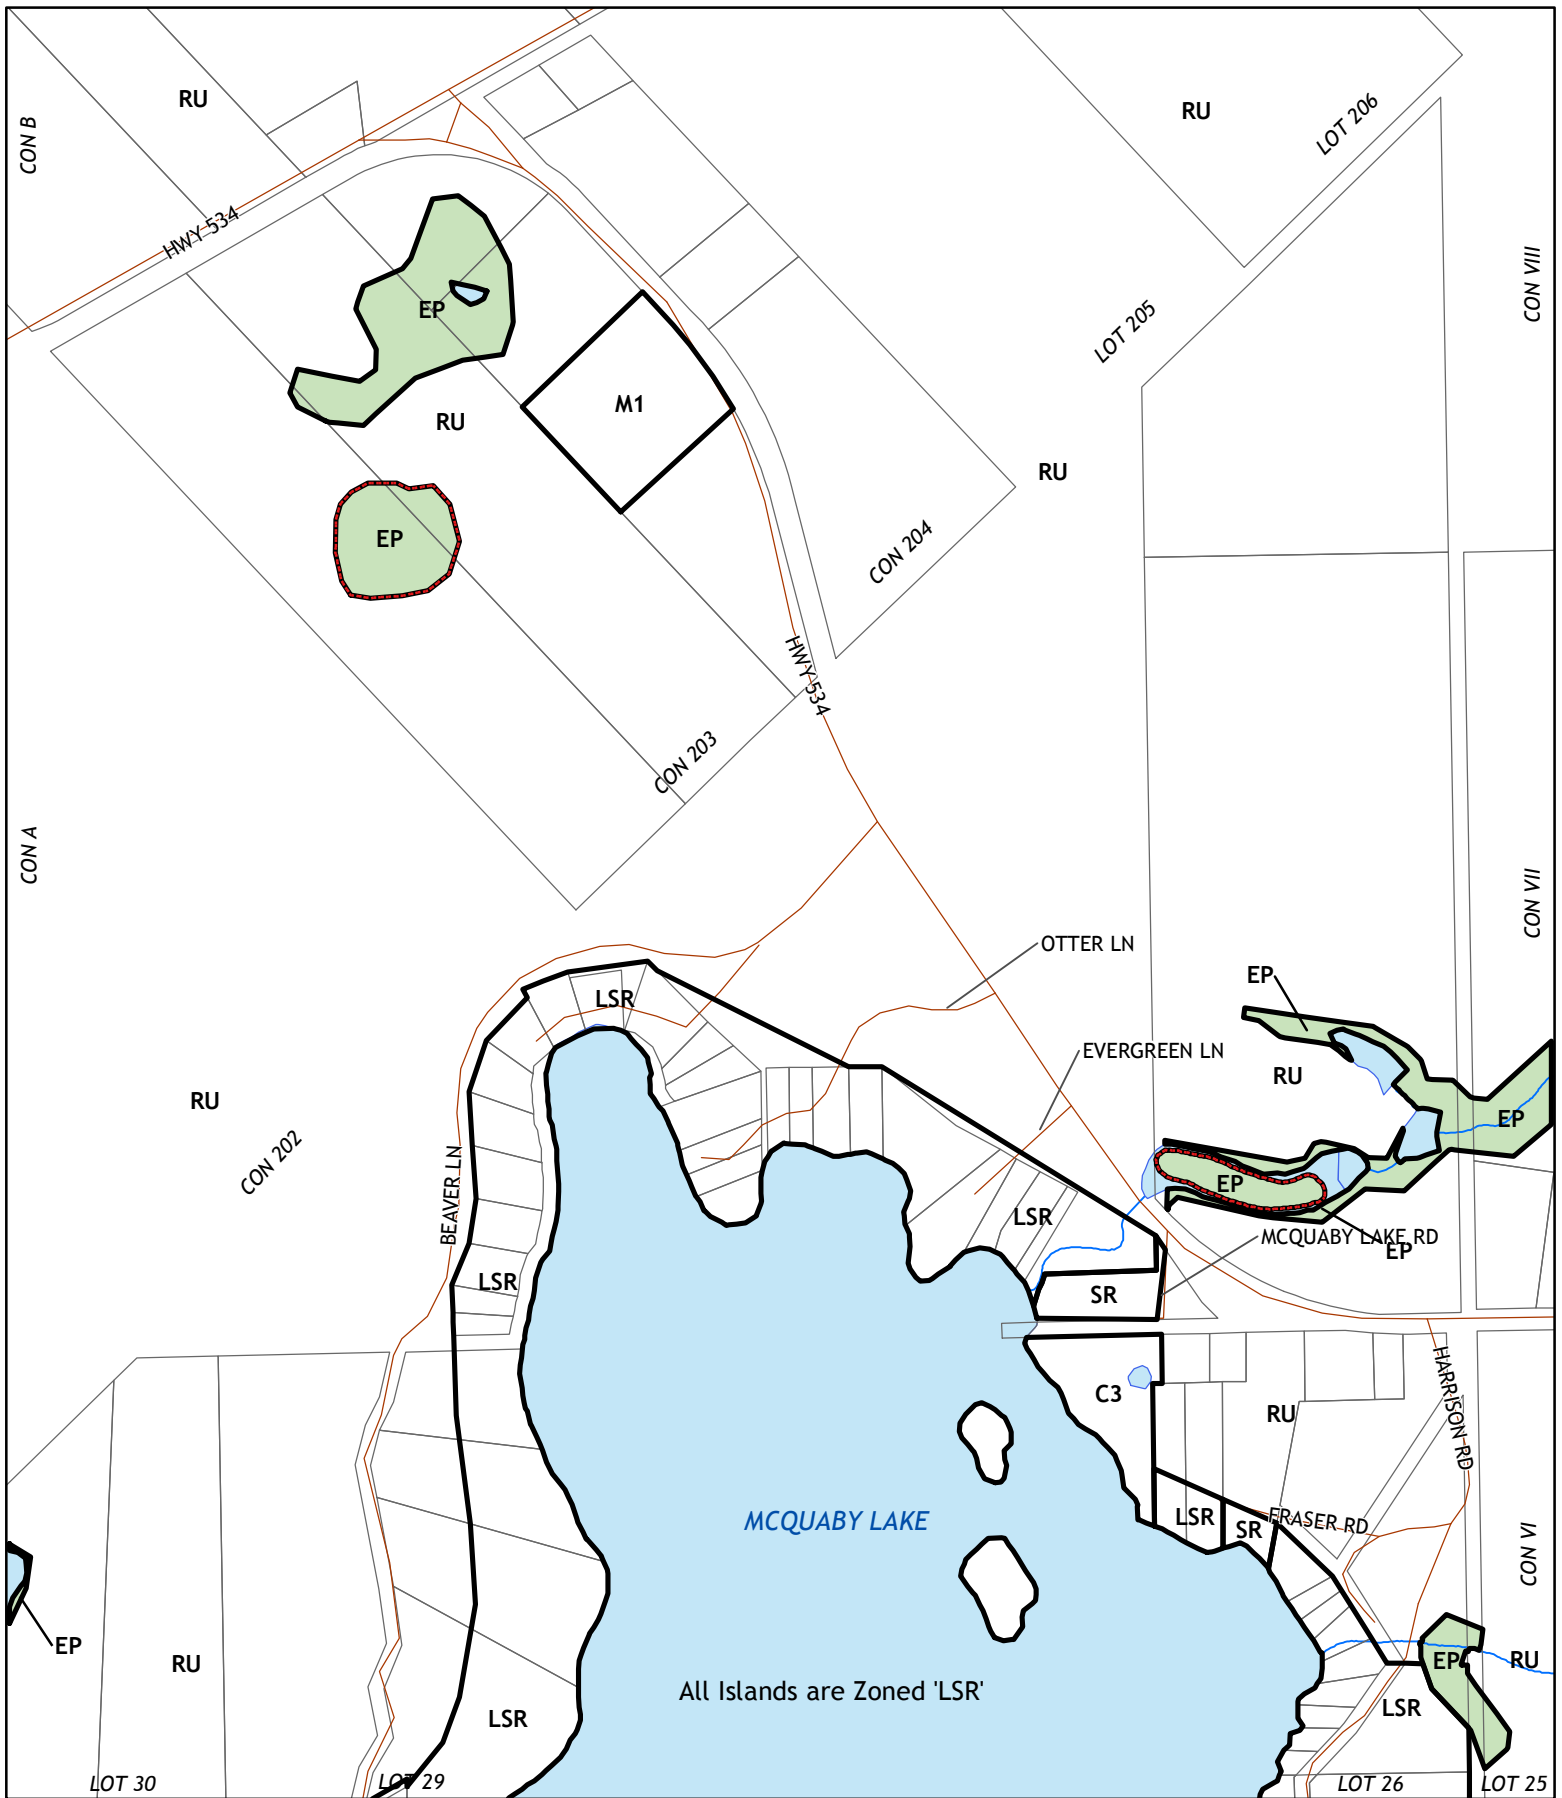 RU
RU
LOT 206
CON B
HWY 534
CON VIII
EP
LOT 205
M1
RU
RU
EP
CON 204
HWY 534
CON 203
CON A
CON VII
OTTER LN
EP
LSR
EVERGREEN LN
RU
RU
EP
CON 202
BEAVER LN
EP
LSR
MCQUABY LAKE RD
EP
LSR
SR
C3
HARRISON RD
RU
MCQUABY LAKE
LSR
SR
FRASER RD
CON VI
EP
RU
EP
RU
All Islands are Zoned 'LSR'
LSR
LSR
LOT 30
LOT 29
LOT 26
LOT 25